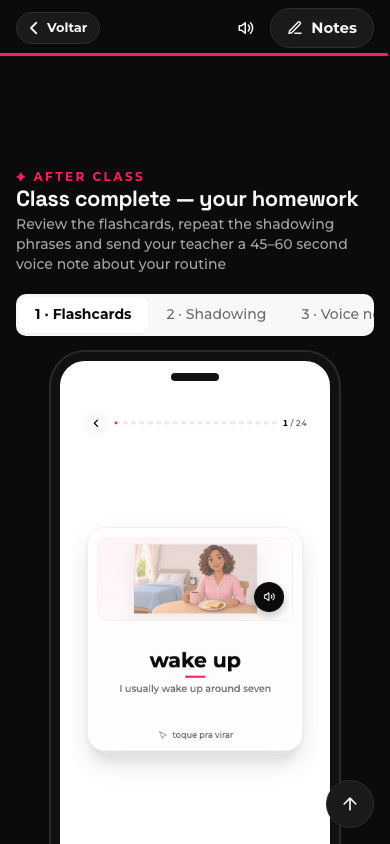 Voltar
Notes
AFTER CLASS
Class complete — your homework
Review the flashcards, repeat the shadowing
phrases and send your teacher a 45–60 second
voice note about your routine
1 · Flashcards
2 · Shadowing
3 · Voice n
1 / 24
wake up
I usually wake up around seven
toque pra virar